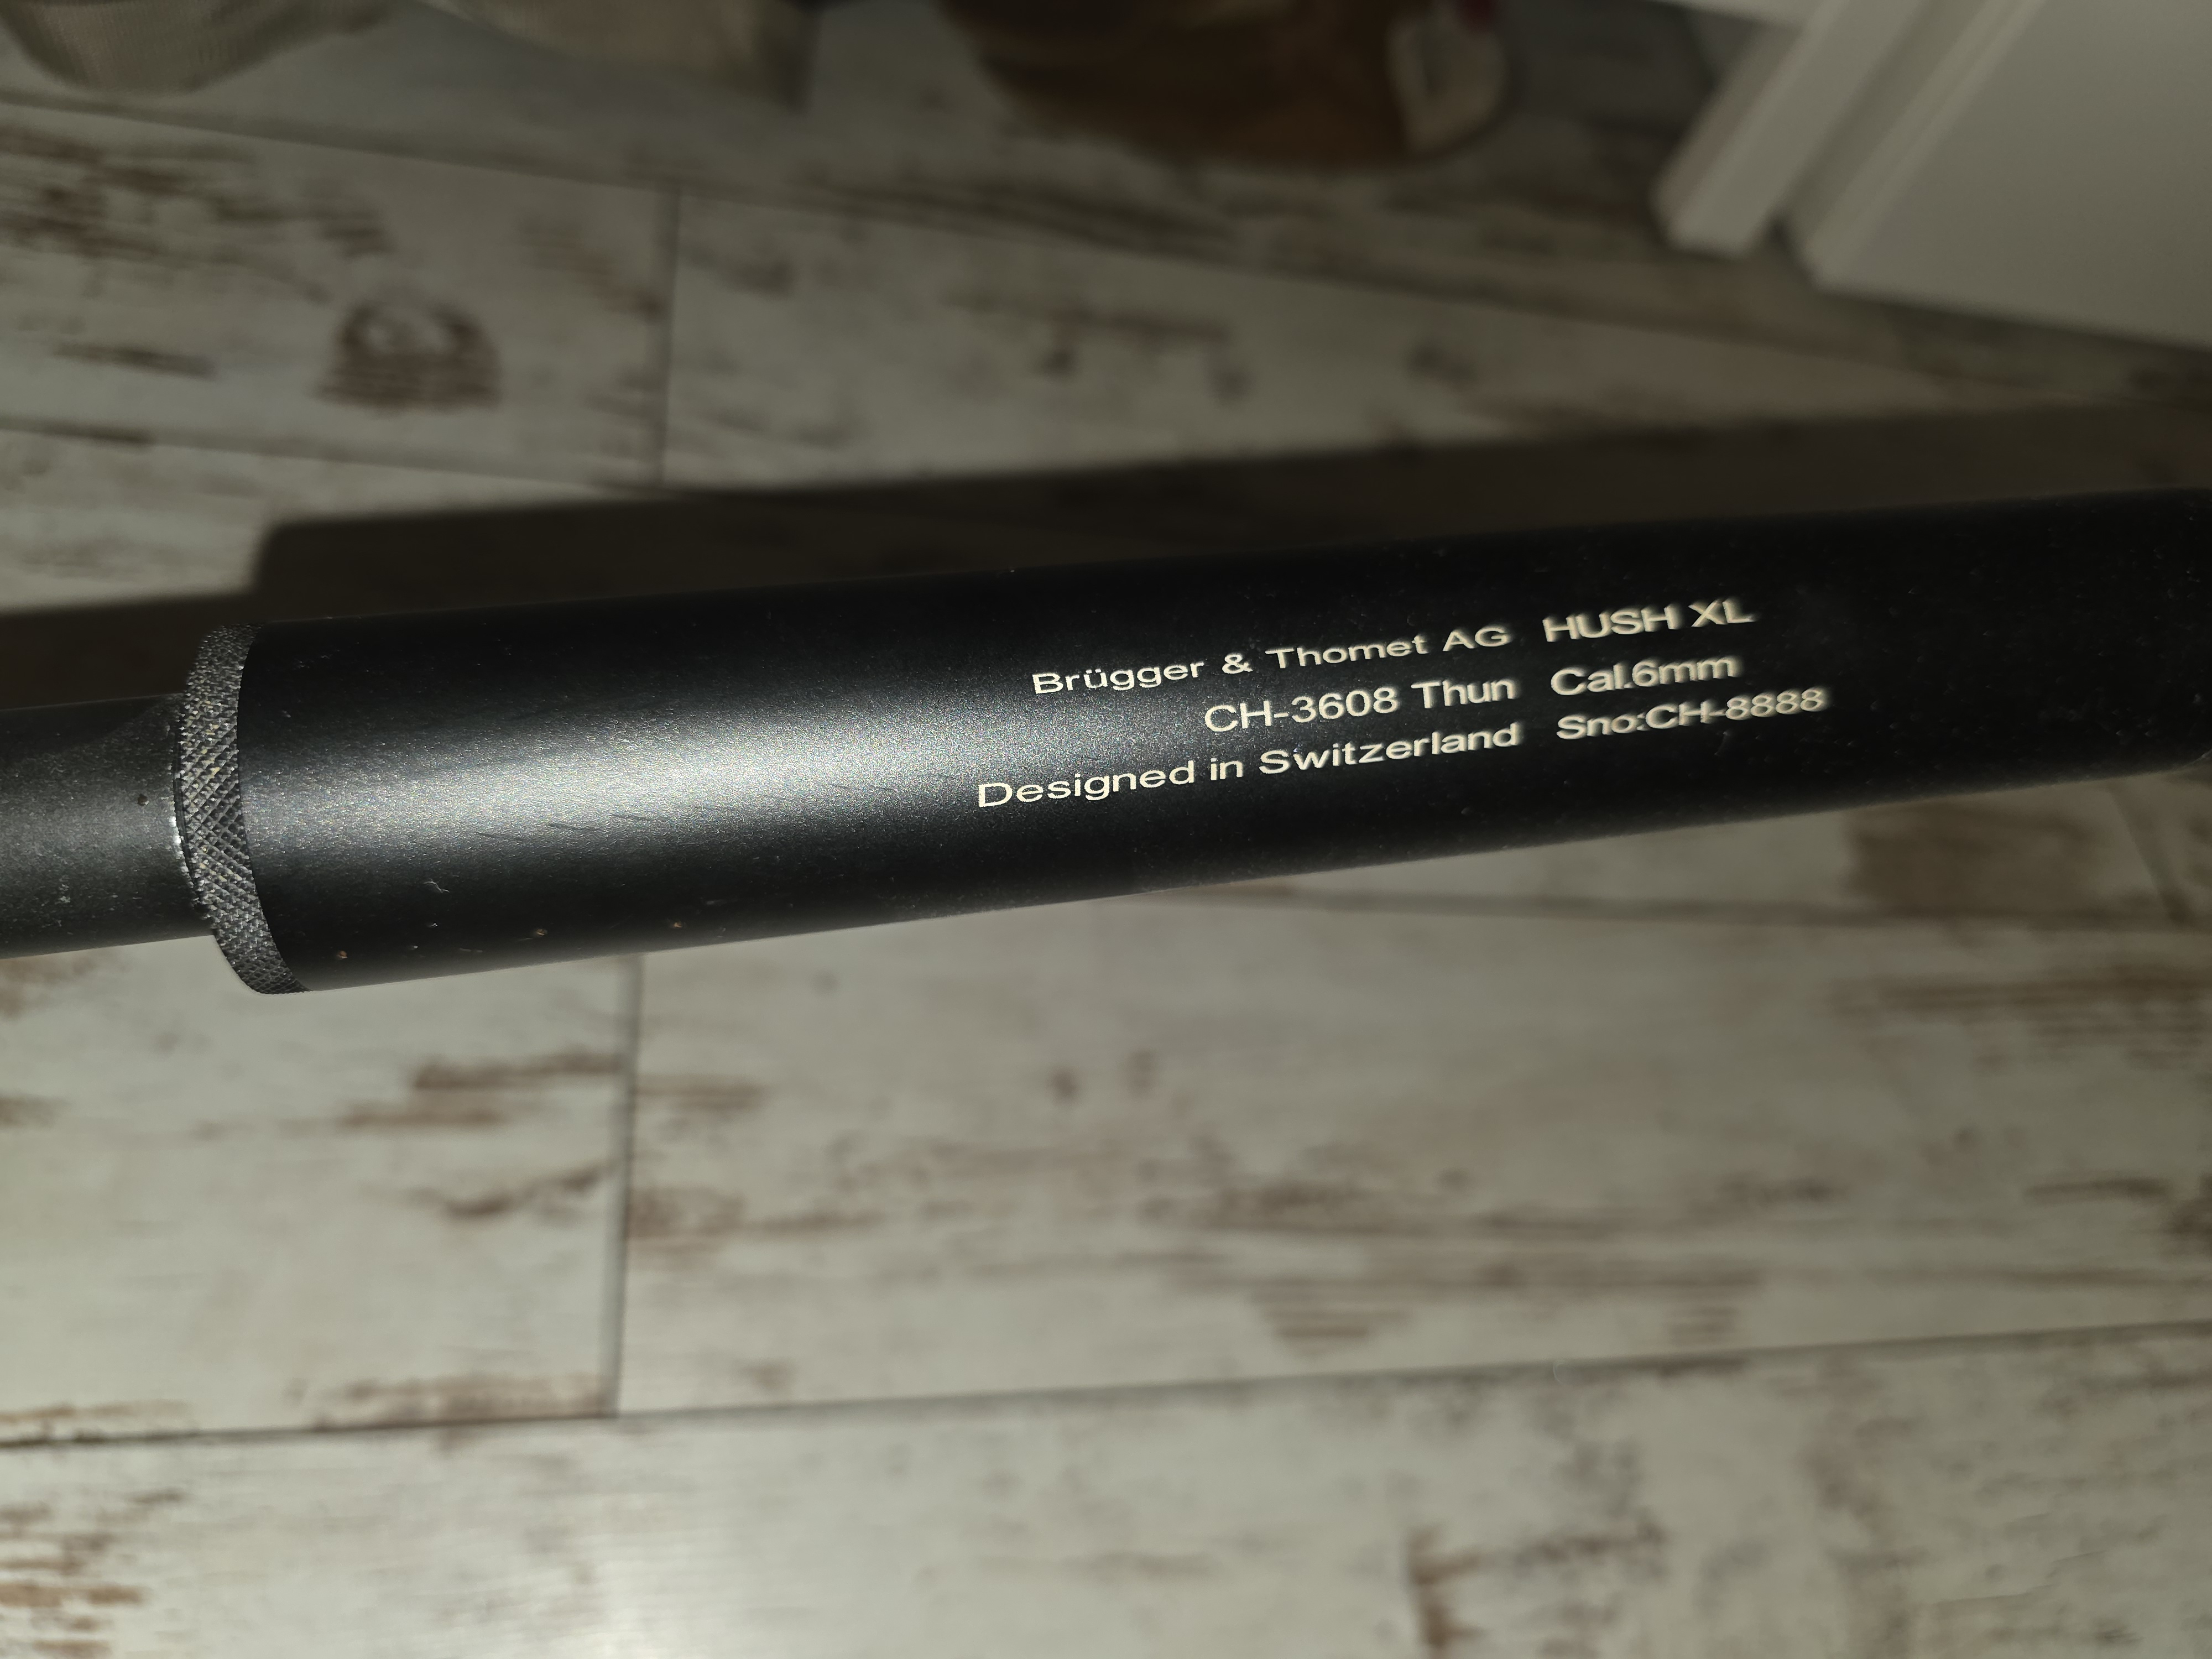 Brügger & Thomet AG HUSH XL
CH-3608 Thun Cal.6mm
Designed in Switzerland Sno:CH-8888